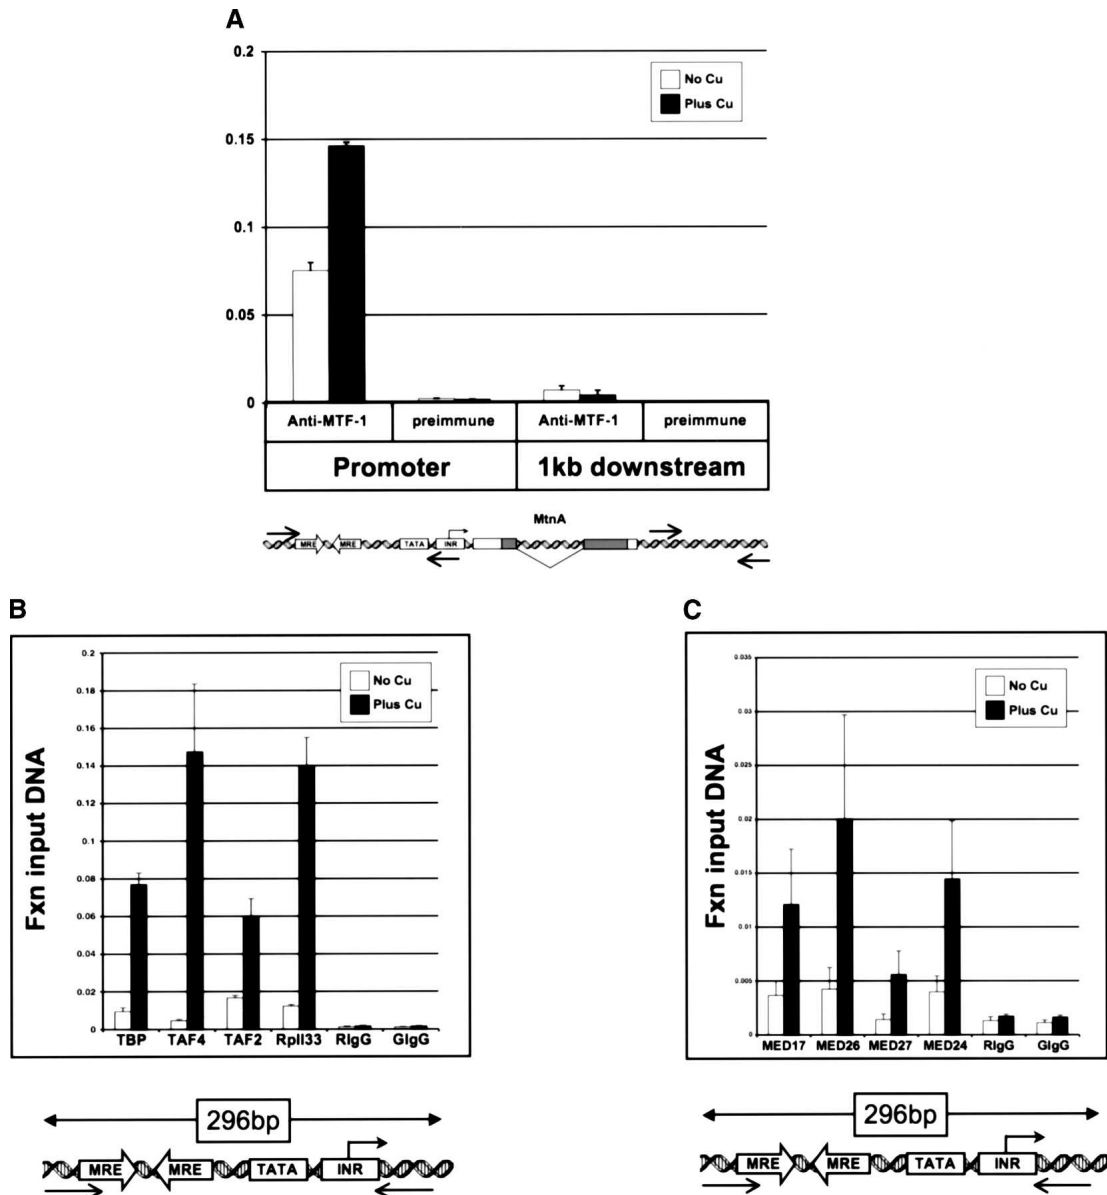 A
0.2
No Cu
Plus Cu
0.15
0.1
0.05
0
Anti-MTF-1 preimmune Anti-MTF-1 preimmune
Promoter 1kb downstream
MtnA
MRE MRE TATA INR
B
Fxn input DNA
0.2
0.18
0.16
0.14
0.12
0.1
0.08
0.06
0.04
0.02
0
No Cu
Plus Cu
TBP TAF4 TAF2 RpII33 RIgG GIgG
296bp
MRE MRE TATA INR
C
Fxn input DNA
0.035
0.03
0.025
0.02
0.015
0.01
0.005
0
No Cu
Plus Cu
MED17 MED26 MED27 MED24 RIgG GIgG
296bp
MRE MRE TATA INR